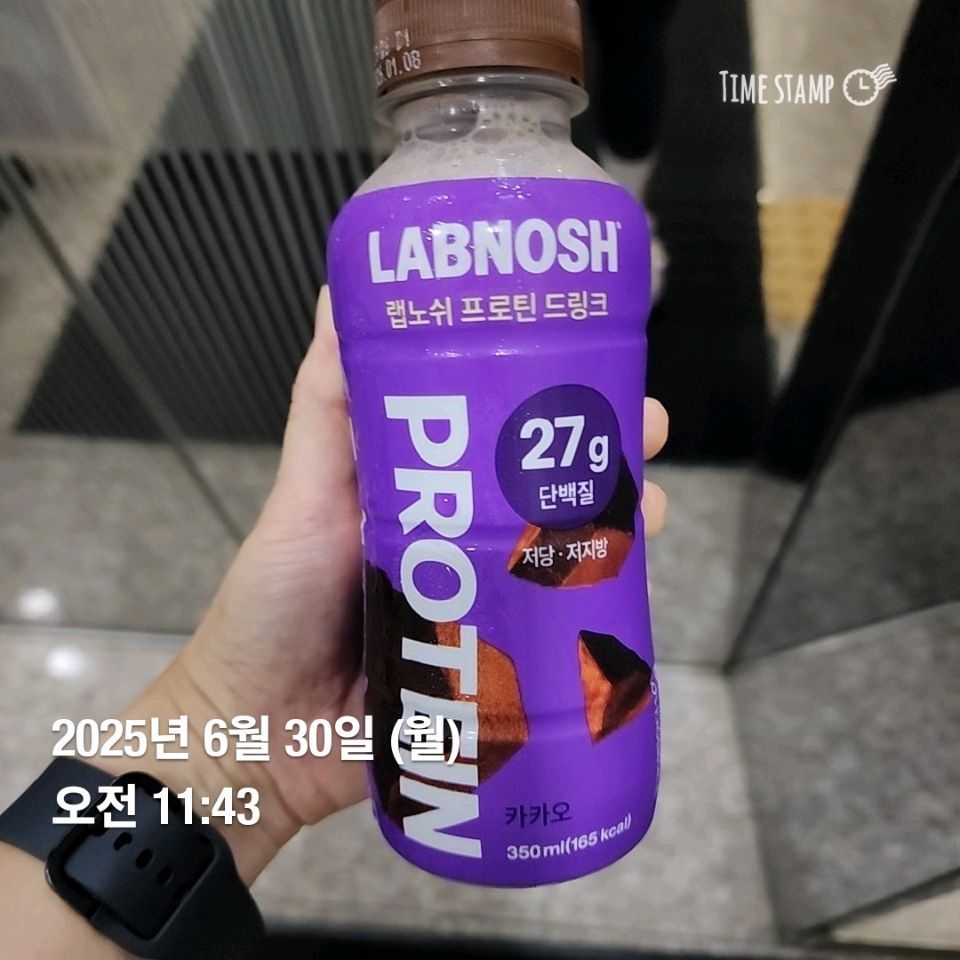 01.08
TIME STAMP
LABNOSH
랩노쉬 프로틴 드링크
PROTEIN
27g
단백질
저당·저지방
카카오
350ml(165 kcal)
2025년 6월 30일 (월)
오전 11:43